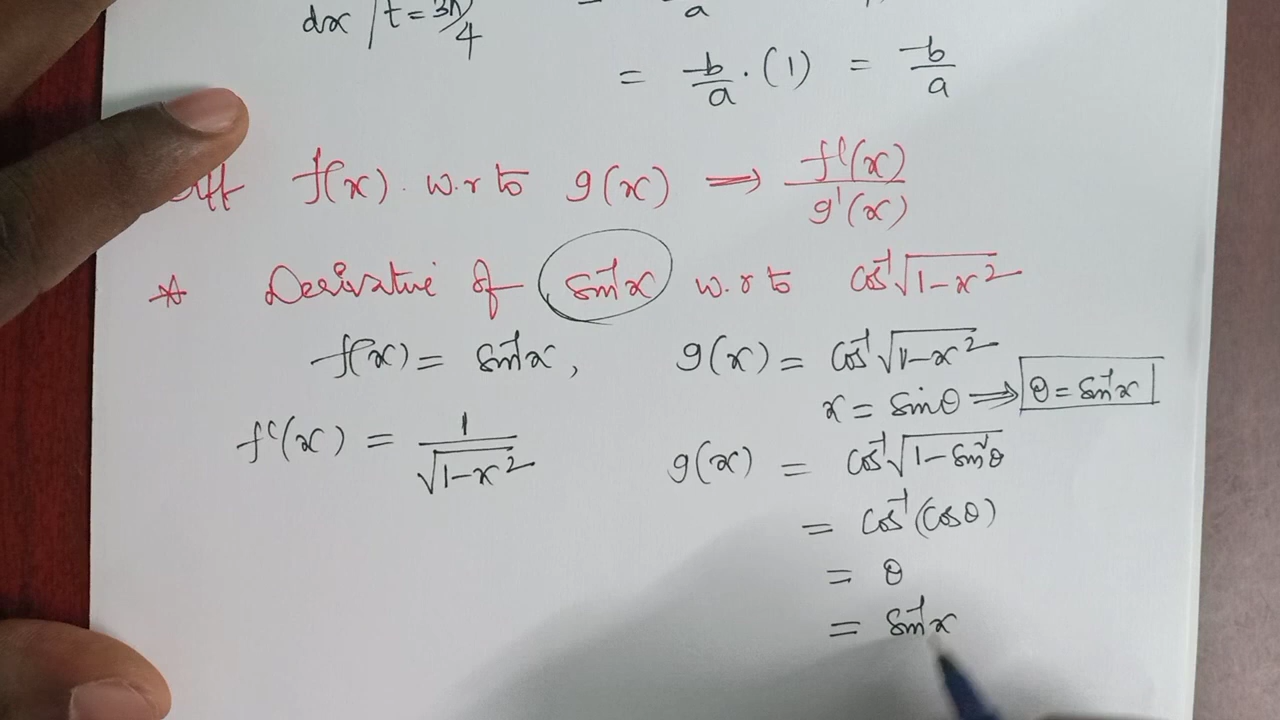 dx | t = 3π/4 = /a
= -b/a · (1) = -b/a
Diff f(x) w.r to g(x) ⟹ f'(x)/g'(x)
* Derivative of sin⁻¹x w.r to cos⁻¹√(1-x²)
f(x) = sin⁻¹x , g(x) = cos⁻¹√(1-x²)
x = sinθ ⟹ θ = sin⁻¹x
f'(x) = 1/√(1-x²) g(x) = cos⁻¹√(1-sin²θ)
= cos⁻¹(cosθ)
= θ
= sin⁻¹x